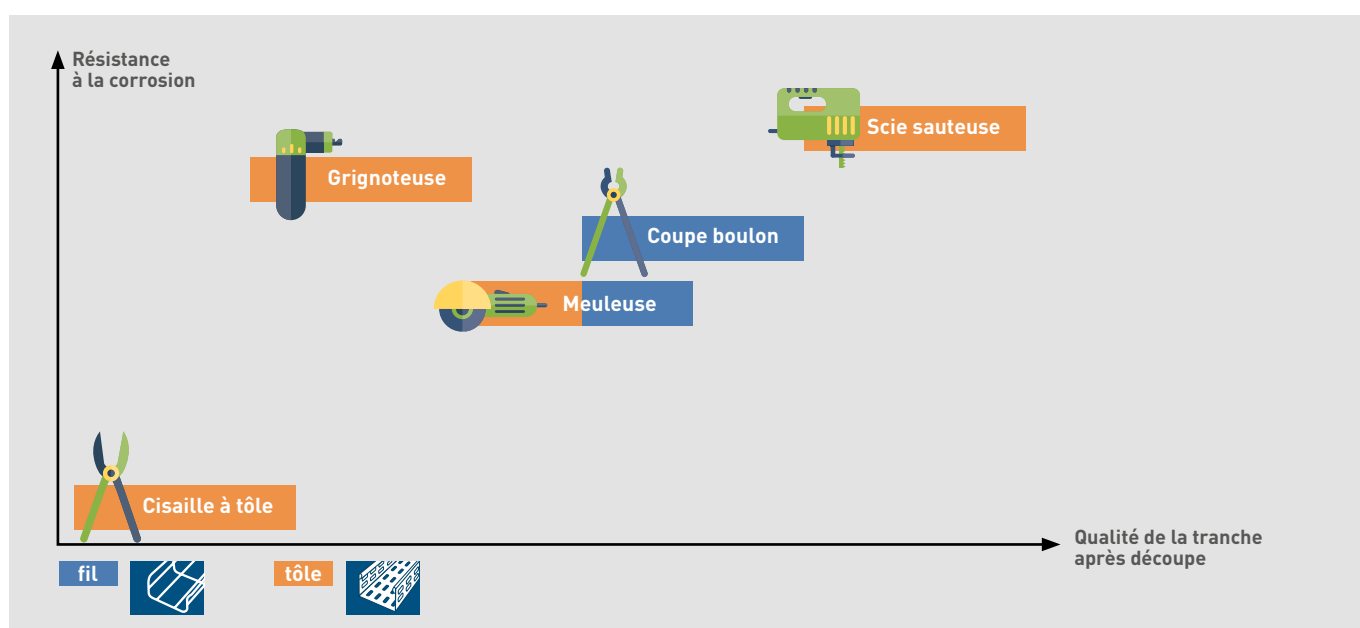 Résistance
à la corrosion
Scie sauteuse
Grignoteuse
Coupe boulon
Meuleuse
Cisaille à tôle
Qualité de la tranche
après découpe
fil
tôle